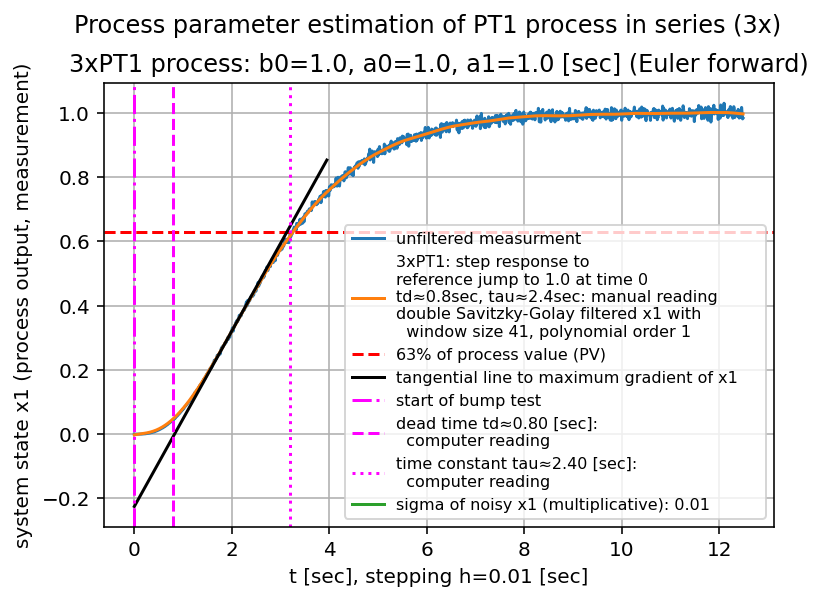 Process parameter estimation of PT1 process in series (3x)
3xPT1 process: b0=1.0, a0=1.0, a1=1.0 [sec] (Euler forward)
system state x1 (process output, measurement)
1.0
0.8
0.6
0.4
0.2
0.0
−0.2
unfiltered measurment
3xPT1: step response to
reference jump to 1.0 at time 0
td≈0.8sec, tau≈2.4sec: manual reading
double Savitzky-Golay filtered x1 with
window size 41, polynomial order 1
63% of process value (PV)
tangential line to maximum gradient of x1
start of bump test
dead time td≈0.80 [sec]:
computer reading
time constant tau≈2.40 [sec]:
computer reading
sigma of noisy x1 (multiplicative): 0.01
0 2 4 6 8 10 12
t [sec], stepping h=0.01 [sec]